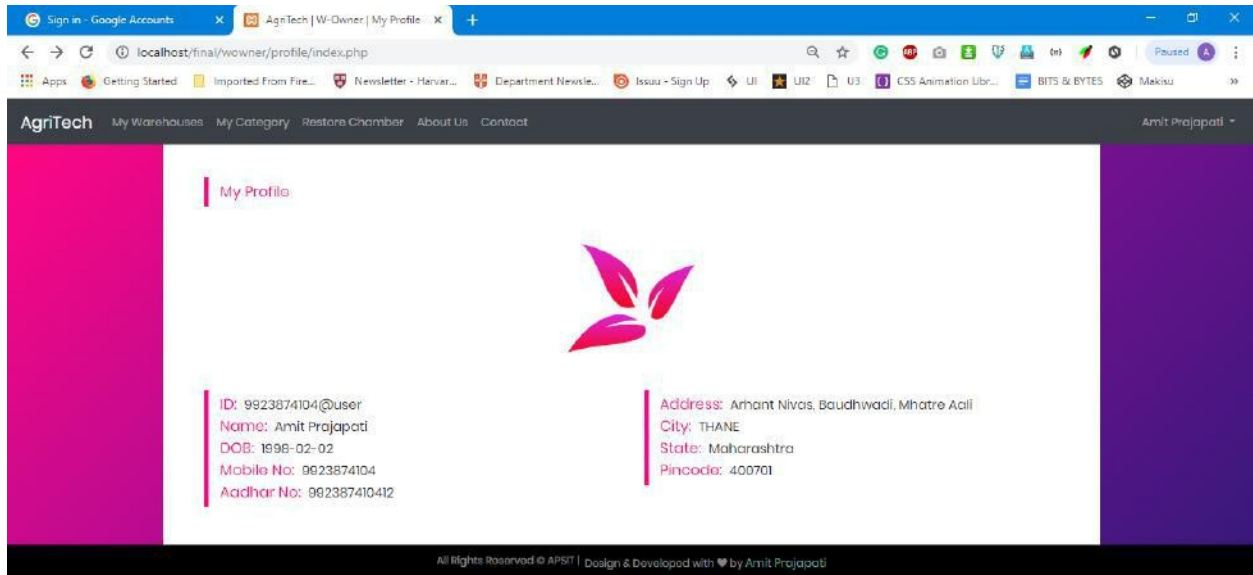 Sign in - Google Accounts
AgriTech | W-Owner | My Profile
localhost/final/wowner/profile/index.php
Paused
A
Apps Getting Started Imported From Fire... Newsletter - Harvar... Department Newsle... Issuu - Sign Up UI UI2 U3 CSS Animation Libr... BITS & BYTES Makisu
AgriTech My Warehouses My Category Restore Chamber About Us Contact Amit Prajapati
My Profile
ID: 9923874104@user
Name: Amit Prajapati
DOB: 1998-02-02
Mobile No: 9923874104
Aadhar No: 992387410412
Address: Arihant Nivas, Baudhwadi, Mhatre Aali
City: THANE
State: Maharashtra
Pincode: 400701
All Rights Reserved © APSIT | Design & Developed with ♥ by Amit Prajapati